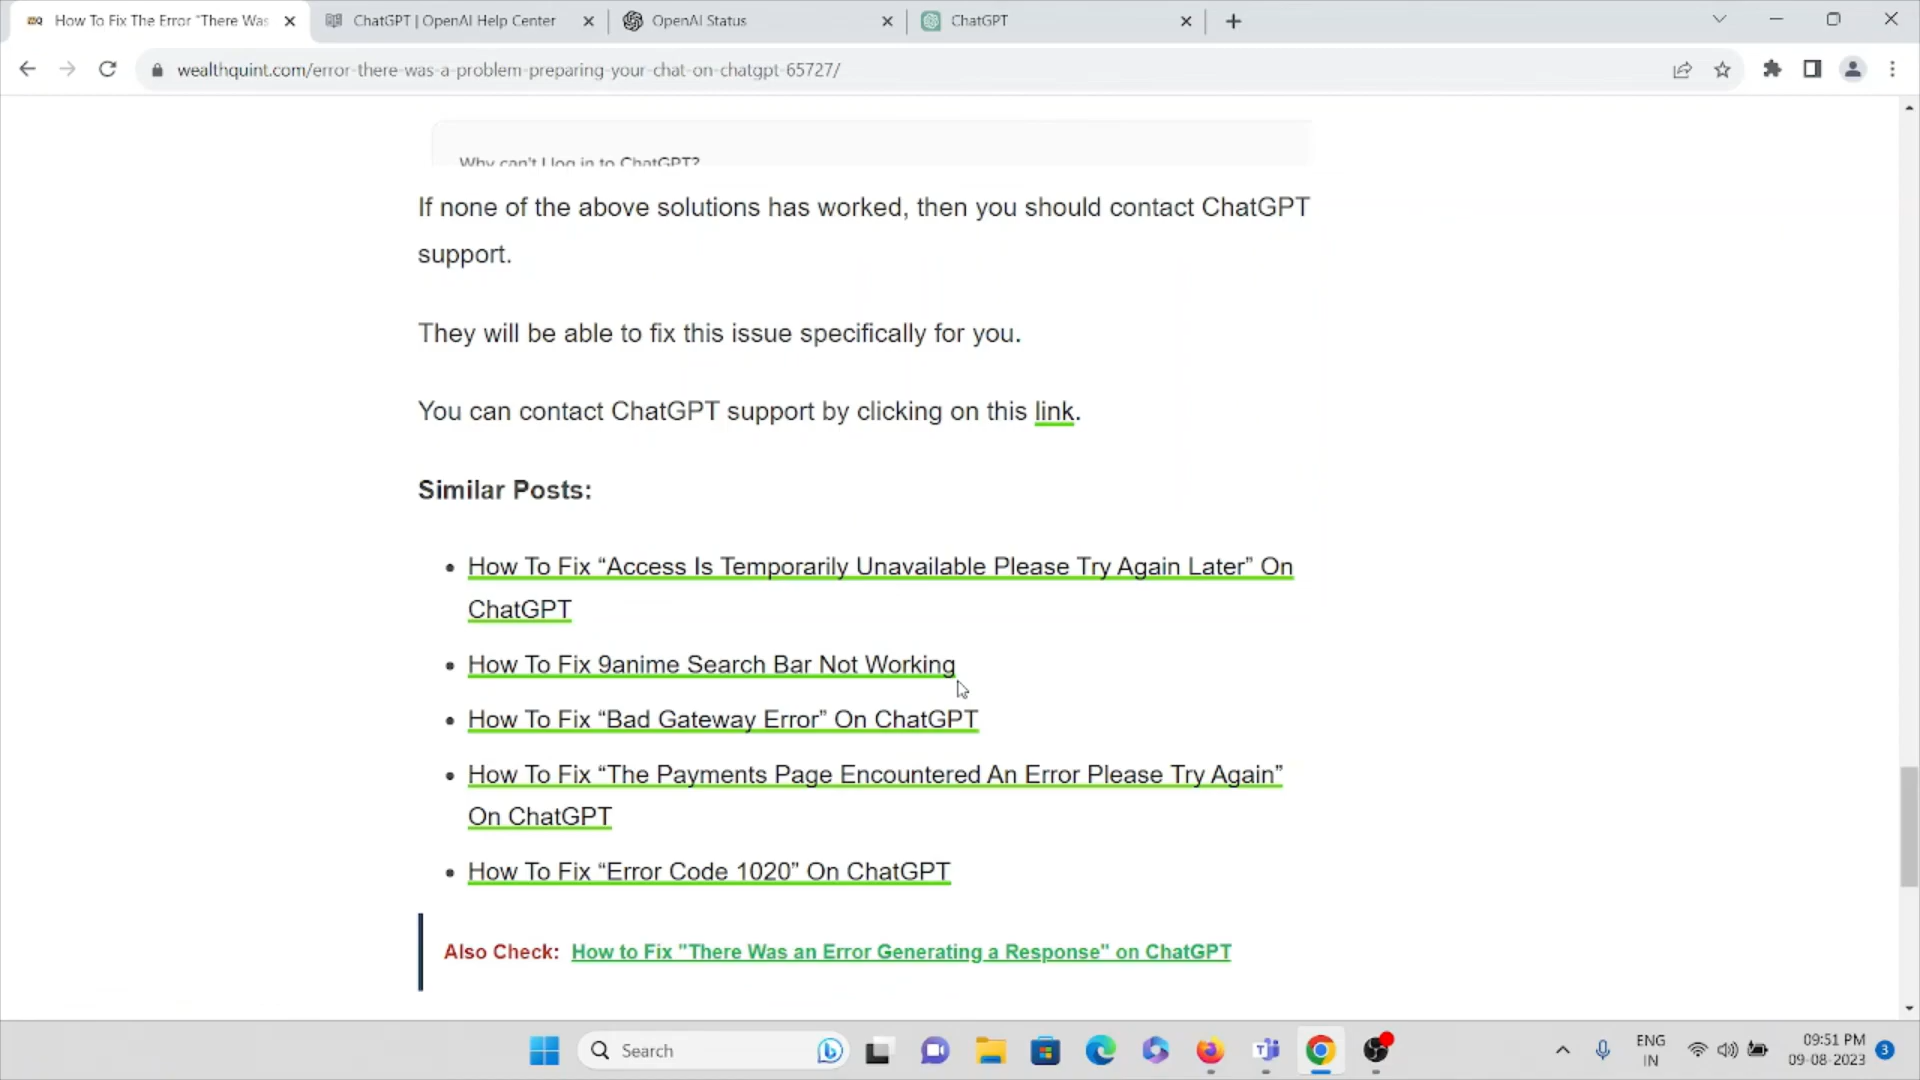 How To Fix The Error "There Was
ChatGPT | OpenAI Help Center
OpenAI Status
ChatGPT
wealthquint.com/error-there-was-a-problem-preparing-your-chat-on-chatgpt-65727/
Why can't I log in to ChatGPT?
If none of the above solutions has worked, then you should contact ChatGPT
support.
They will be able to fix this issue specifically for you.
You can contact ChatGPT support by clicking on this link.
Similar Posts:
How To Fix “Access Is Temporarily Unavailable Please Try Again Later” On
ChatGPT
How To Fix 9anime Search Bar Not Working
How To Fix “Bad Gateway Error” On ChatGPT
How To Fix “The Payments Page Encountered An Error Please Try Again”
On ChatGPT
How To Fix “Error Code 1020” On ChatGPT
Also Check: How to Fix "There Was an Error Generating a Response" on ChatGPT
Search
ENG
IN
09:51 PM
09-08-2023
3